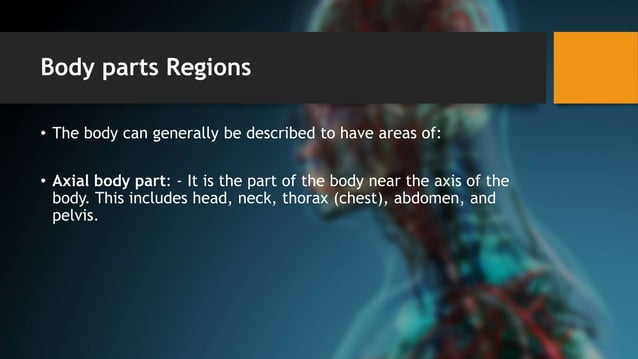 Body parts Regions
• The body can generally be described to have areas of:
• Axial body part: - It is the part of the body near the axis of the
body. This includes head, neck, thorax (chest), abdomen, and
pelvis.